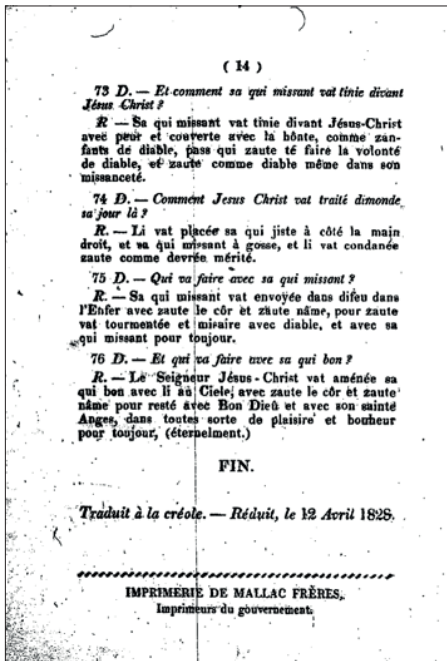 ( 14 )
73 D. — Et comment sa qui missant vat tinie divant
Jésus Christ ?
R — Sa qui missant vat tinie divant Jésus-Christ
avec peur et couverte avec la hônte, comme zan-
fants de diable, pass qui zaute té faire la volonté
de diable, et zaute comme diable même dans son
missanceté.
74 D. — Comment Jesus Christ vat traité dimonde
sa jour là ?
R. — Li vat placée sa qui jiste à côté la main
droit, et sa qui missant à gosse, et li vat condanée
zaute comme devrée mérité.
75 D. — Qui va faire avec sa qui missant ?
R. — Sa qui missant vat envoyée dans difeu dans
l'Enfer avec zaute le côr et zaute nâme, pour zaute
vat tourmentée et misaire avec diable, et avec sa
qui missant pour toujour.
76 D. — Et qui va faire avec sa qui bon ?
R. — Le Seigneur Jésus-Christ vat aménée sa
qui bon avec li au Ciele, avec zaute le côr et zaute
nâme pour resté avec Bon Dieu et avec son sainté
Anges, dans toutes sorte de plaisire et bonheur
pour toujour, (éternelment.)
FIN.
Traduit à la créole. — Réduit, le 12 Avril 1828.
IMPRIMERIE DE MALLAC FRÈRES,
Imprimeurs du gouvernement.